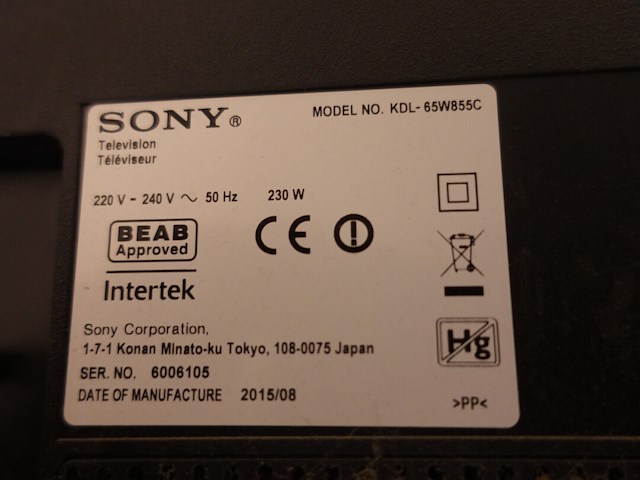 SONY®
MODEL NO. KDL-65W855C
Television
Téléviseur
220 V - 240 V ~ 50 Hz 230 W
BEAB
Approved
CE
Intertek
Hg
Sony Corporation,
1-7-1 Konan Minato-ku Tokyo, 108-0075 Japan
SER. NO. 6006105
DATE OF MANUFACTURE 2015/08
>PP<